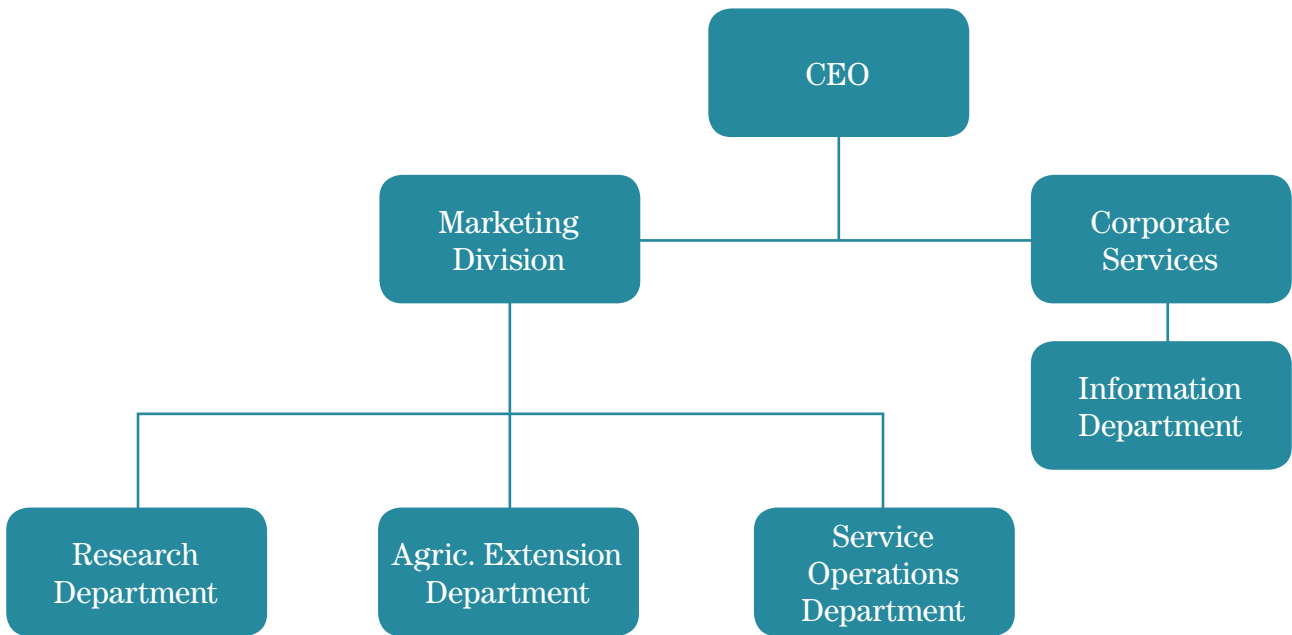 CEO
Marketing
Division
Corporate
Services
Information
Department
Research
Department
Agric. Extension
Department
Service
Operations
Department